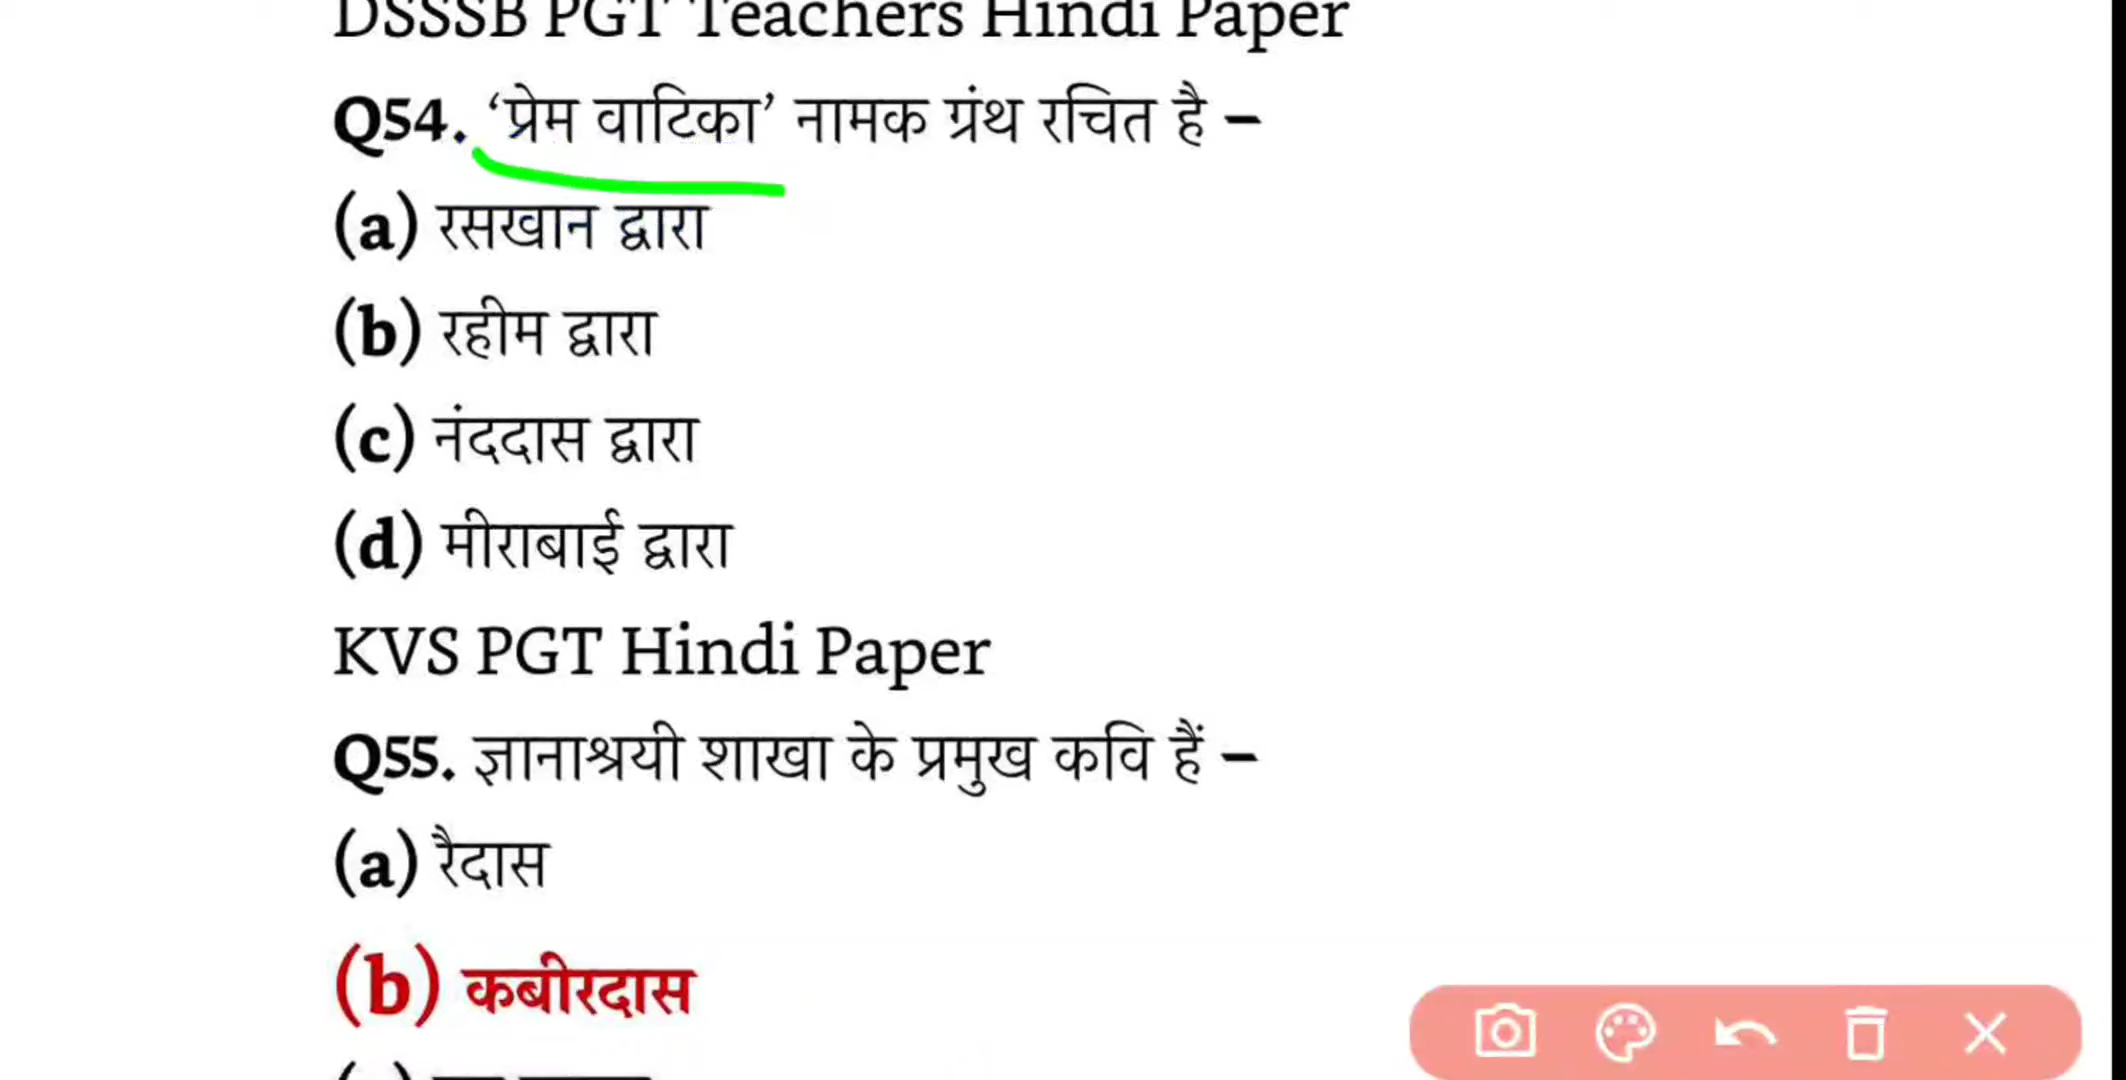 DSSSB PGT Teachers Hindi Paper
Q54. ‘प्रेम वाटिका’ नामक ग्रंथ रचित है –
(a) रसखान द्वारा
(b) रहीम द्वारा
(c) नंददास द्वारा
(d) मीराबाई द्वारा
KVS PGT Hindi Paper
Q55. ज्ञानाश्रयी शाखा के प्रमुख कवि हैं –
(a) रैदास
(b) कबीरदास